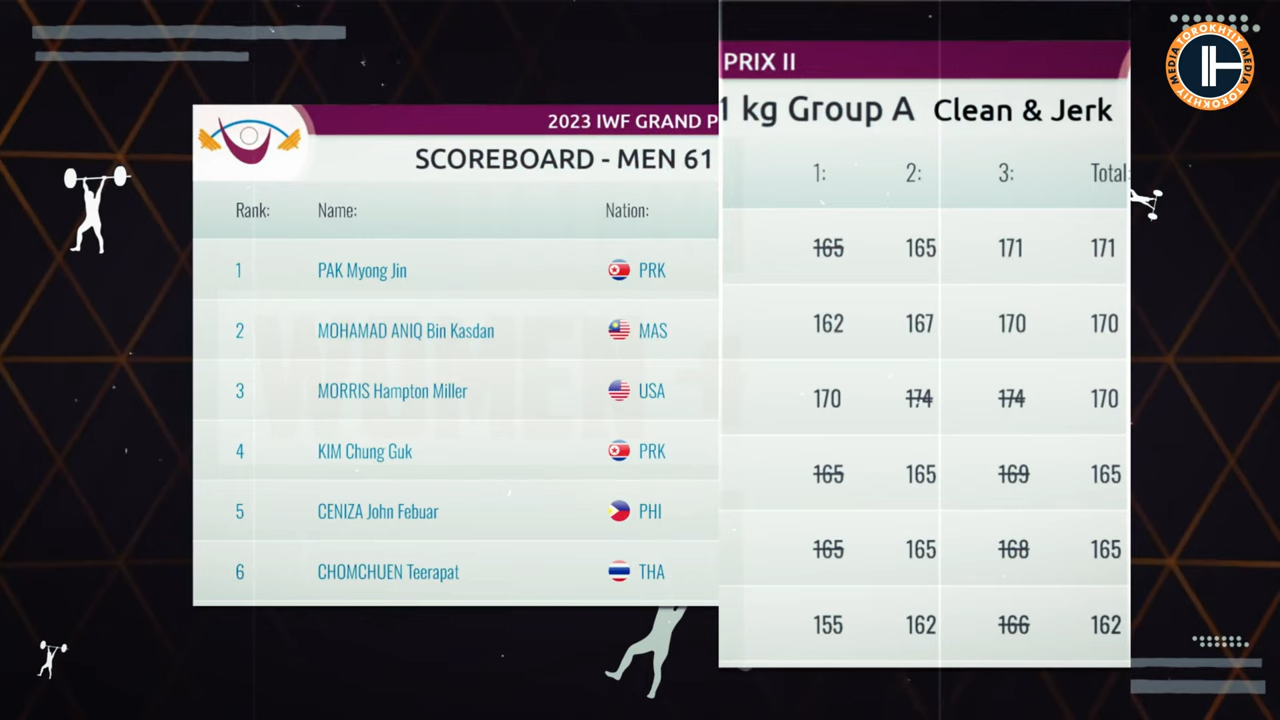 TOROKHTIY MEDIA TOROKHTIY MEDIA
2023 IWF GRAND P
PRIX II
SCOREBOARD - MEN 61
1 kg Group A Clean & Jerk
Rank: Name: Nation:
1: 2: 3: Total:
1 PAK Myong Jin PRK
165 165 171 171
2 MOHAMAD ANIQ Bin Kasdan MAS
162 167 170 170
3 MORRIS Hampton Miller USA
170 174 174 170
4 KIM Chung Guk PRK
165 165 169 165
5 CENIZA John Febuar PHI
165 165 168 165
6 CHOMCHUEN Teerapat THA
155 162 166 162